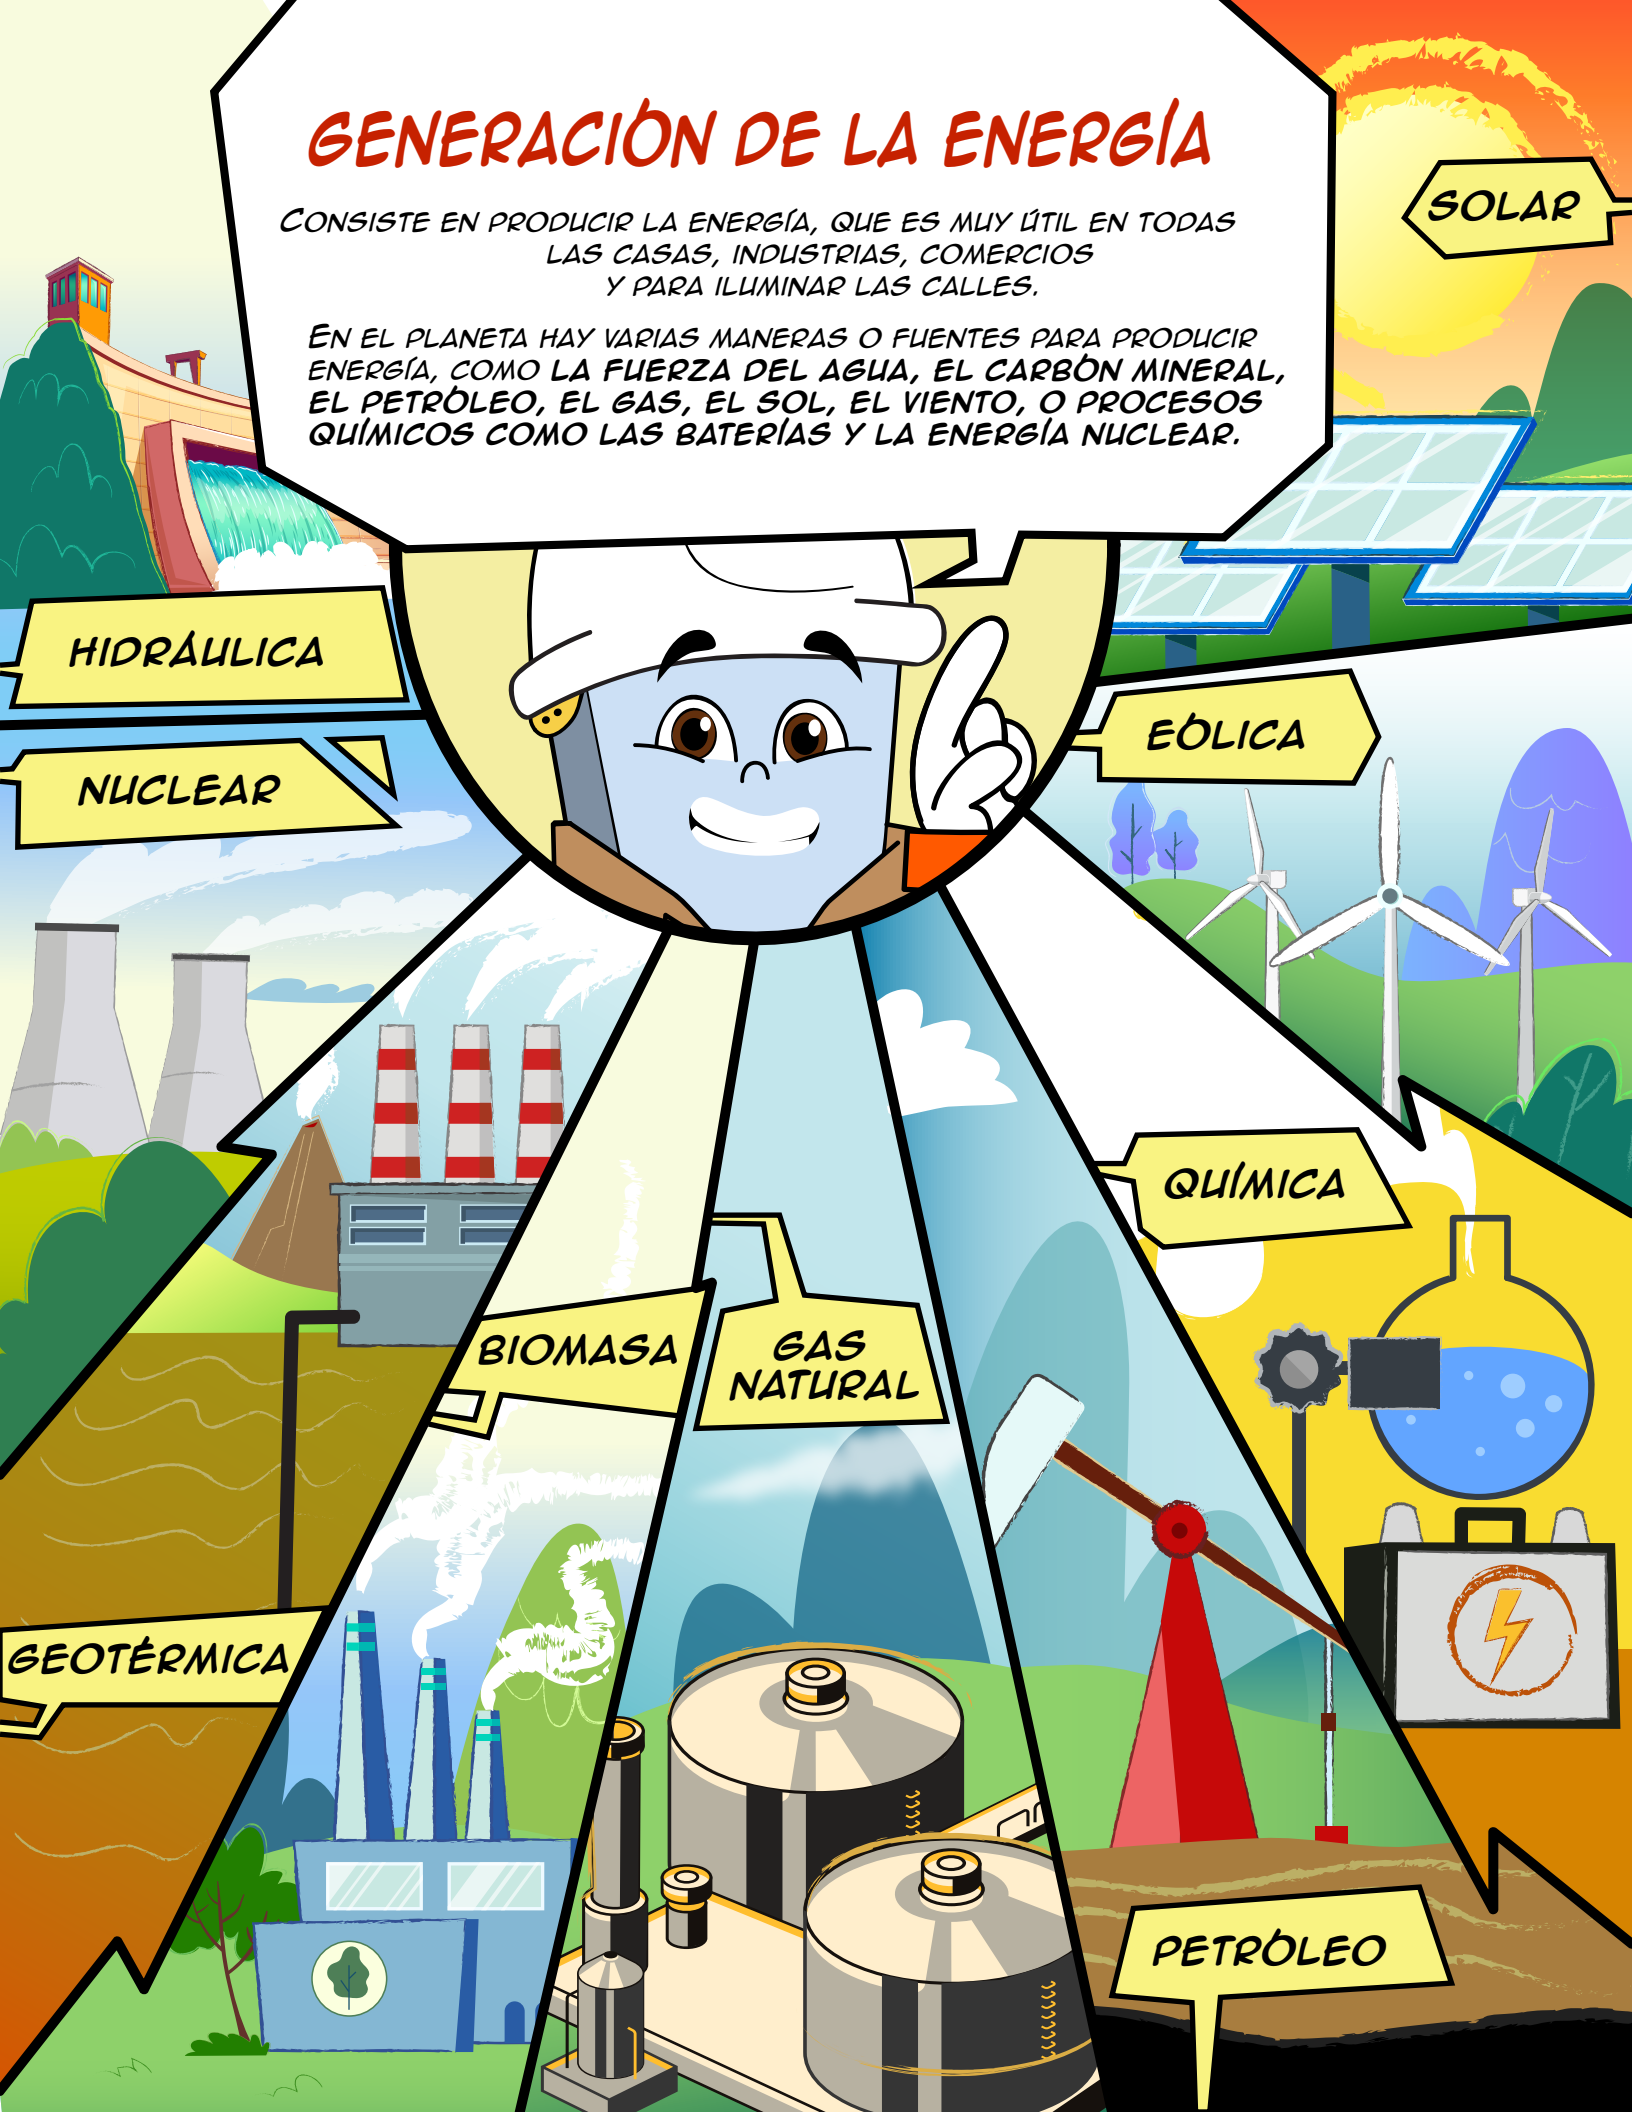 GENERACIÓN DE LA ENERGÍA
CONSISTE EN PRODUCIR LA ENERGÍA, QUE ES MUY ÚTIL EN TODAS
LAS CASAS, INDUSTRIAS, COMERCIOS
Y PARA ILUMINAR LAS CALLES.
EN EL PLANETA HAY VARIAS MANERAS O FUENTES PARA PRODUCIR
ENERGÍA, COMO LA FUERZA DEL AGUA, EL CARBÓN MINERAL,
EL PETRÓLEO, EL GAS, EL SOL, EL VIENTO, O PROCESOS
QUÍMICOS COMO LAS BATERÍAS Y LA ENERGÍA NUCLEAR.
SOLAR
HIDRÁULICA
EÓLICA
NUCLEAR
QUÍMICA
BIOMASA
GAS
NATURAL
GEOTÉRMICA
PETRÓLEO